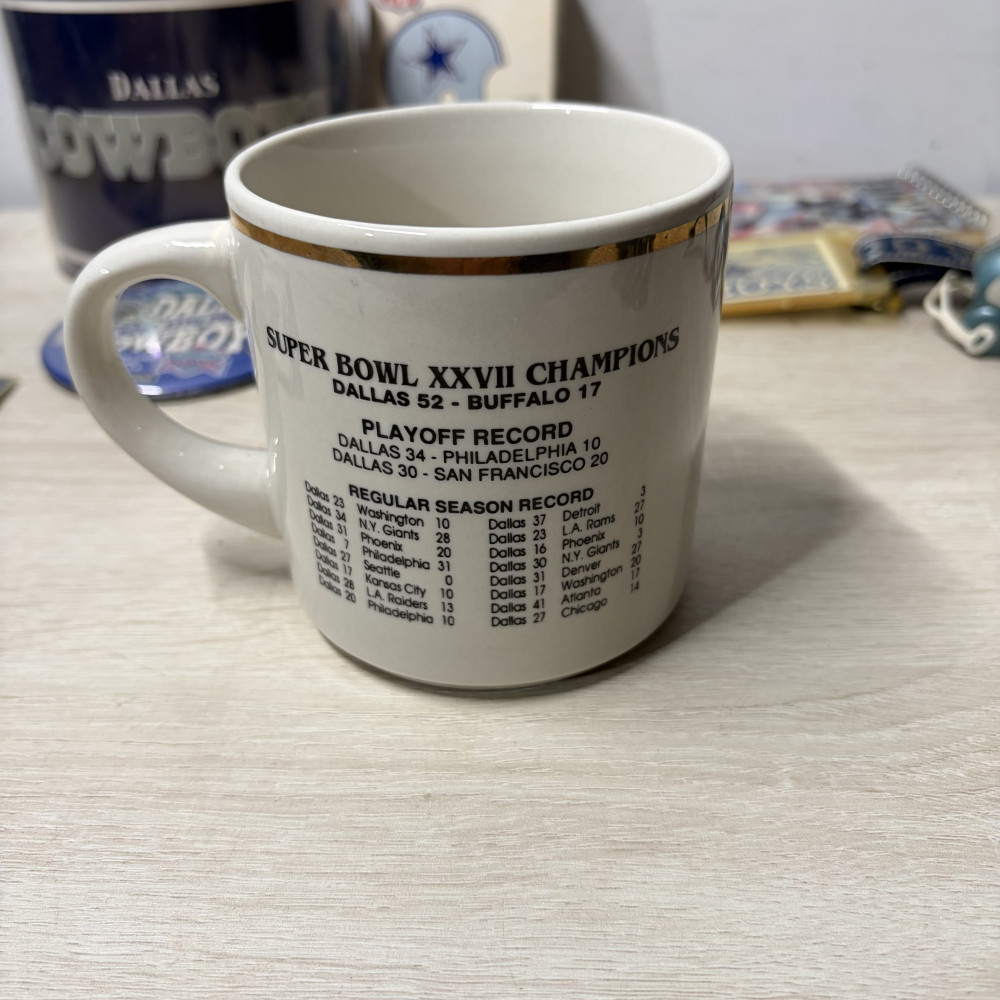 DALLAS
COWBOY
SUPER BOWL XXVII CHAMPIONS
DALLAS 52 - BUFFALO 17
PLAYOFF RECORD
DALLAS 34 - PHILADELPHIA 10
DALLAS 30 - SAN FRANCISCO 20
REGULAR SEASON RECORD
Dallas 23 Washington 10 Dallas 37 Detroit 3
Dallas 34 N.Y. Giants 28 Dallas 23 L.A. Rams 27
Dallas 31 Phoenix 20 Dallas 16 Phoenix 10
Dallas 7 Philadelphia 31 Dallas 30 N.Y. Giants 3
Dallas 27 Seattle 0 Dallas 31 Denver 27
Dallas 17 Kansas City 10 Dallas 17 Washington 20
Dallas 28 L.A. Raiders 13 Dallas 41 Atlanta 17
Dallas 20 Philadelphia 10 Dallas 27 Chicago 14